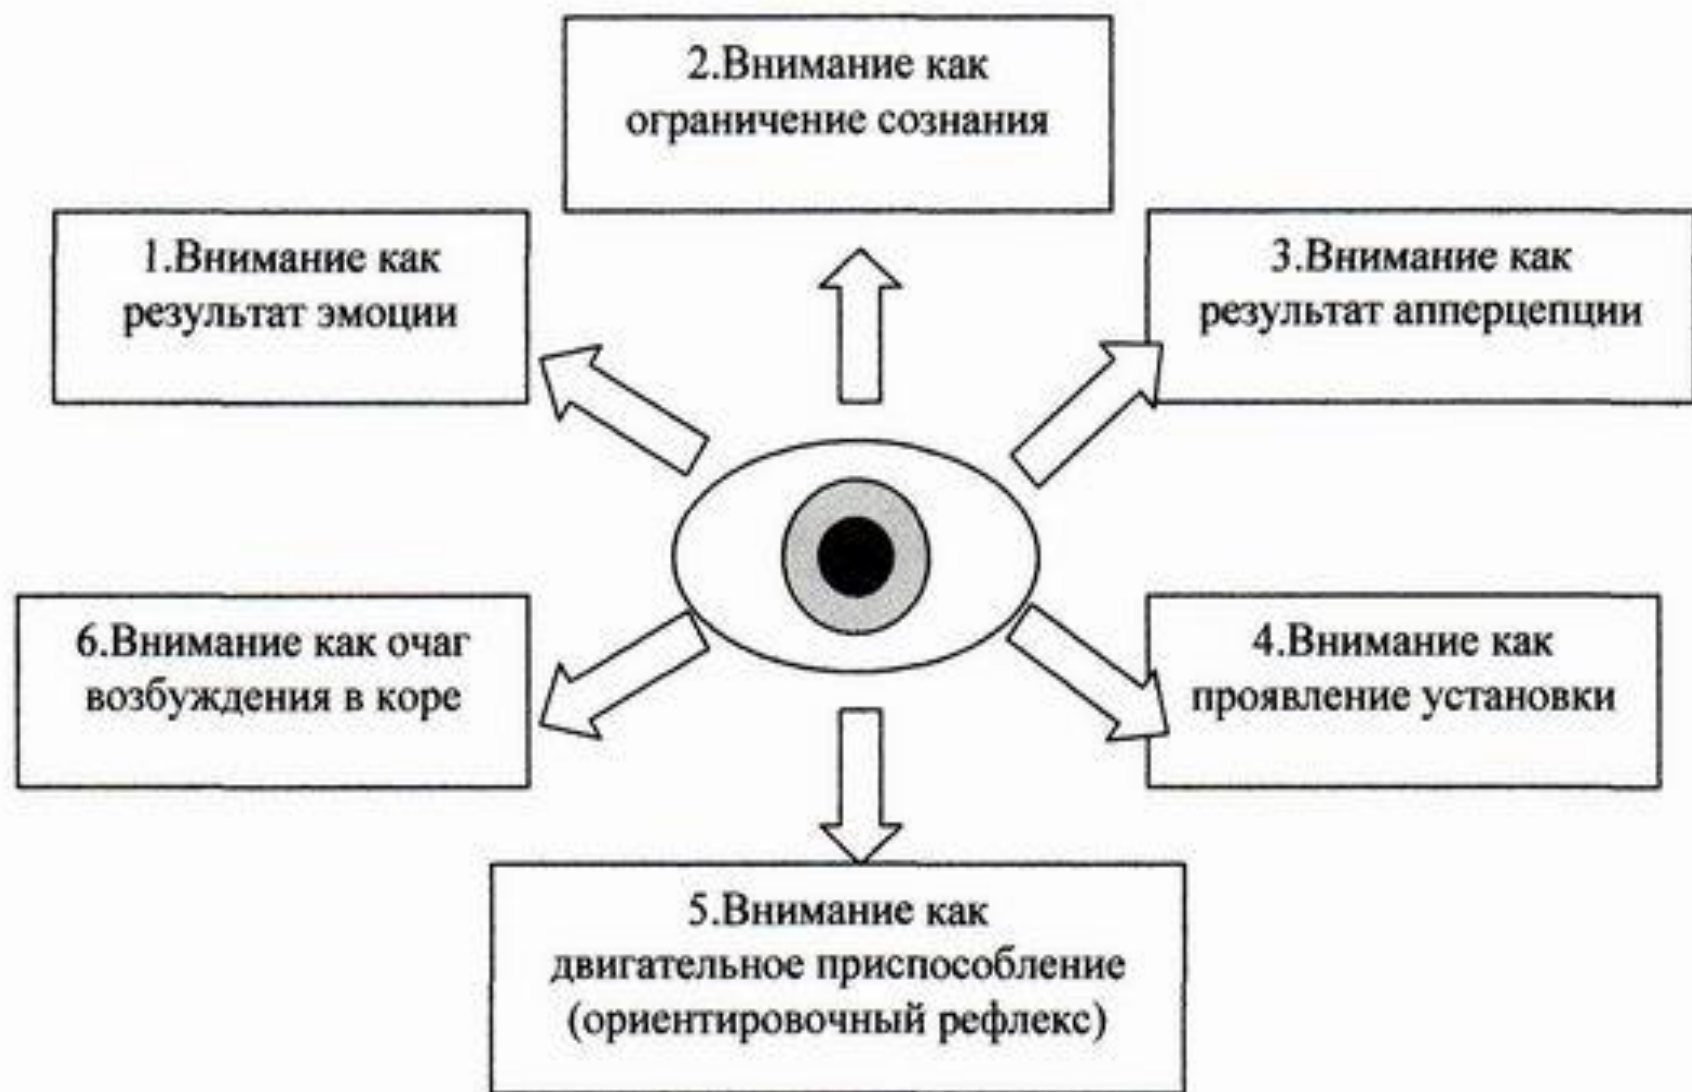 1.Внимание как
результат эмоции
2.Внимание как
ограничение сознания
3.Внимание как
результат апперцепции
4.Внимание как
проявление установки
5.Внимание как
двигательное приспособление
(ориентировочный рефлекс)
6.Внимание как очаг
возбуждения в коре